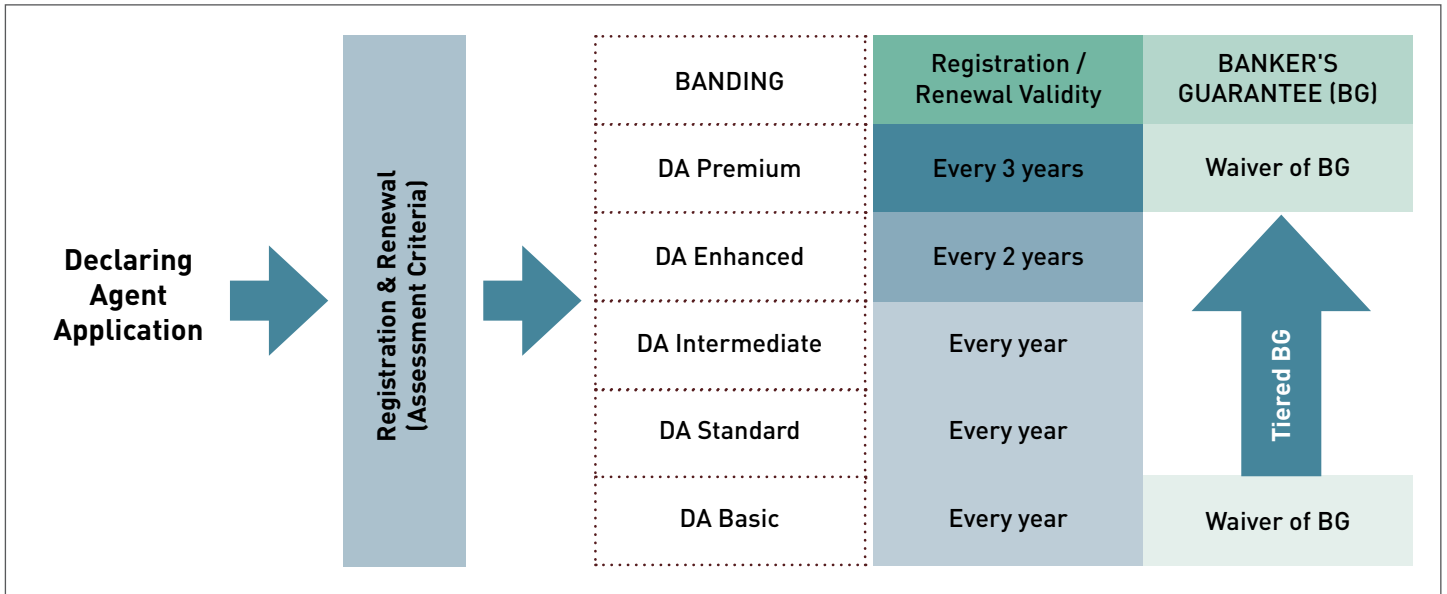 Declaring
Agent
Application
Registration & Renewal
(Assessment Criteria)
BANDING
Registration /
Renewal Validity
BANKER'S
GUARANTEE (BG)
DA Premium
Every 3 years
Waiver of BG
DA Enhanced
Every 2 years
DA Intermediate
Every year
DA Standard
Every year
Tiered BG
DA Basic
Every year
Waiver of BG